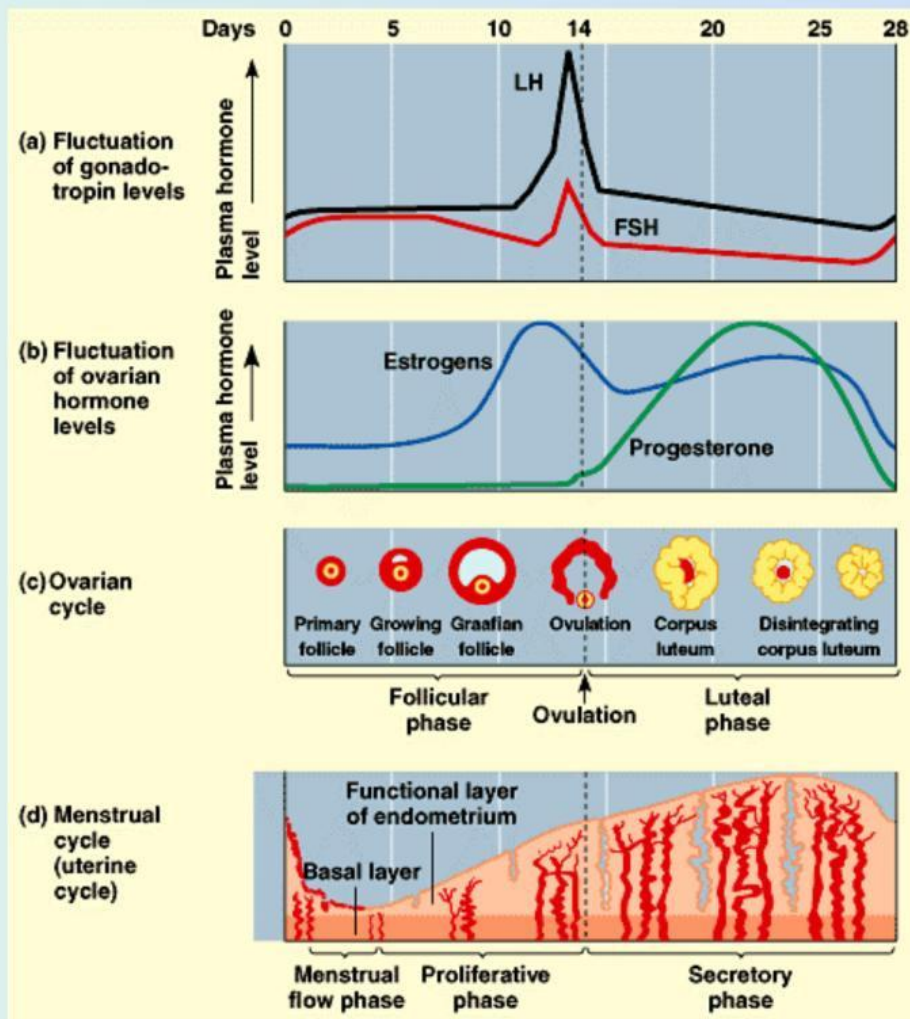 Days 0 5 10 14 20 25 28
(a) Fluctuation
of gonado-
tropin levels
Plasma hormone
level
LH
FSH
(b) Fluctuation
of ovarian
hormone
levels
Plasma hormone
level
Estrogens
Progesterone
(c) Ovarian
cycle
Primary
follicle
Growing
follicle
Graafian
follicle
Ovulation
Corpus
luteum
Disintegrating
corpus luteum
Follicular
phase
Ovulation
Luteal
phase
(d) Menstrual
cycle
(uterine
cycle)
Functional layer
of endometrium
Basal layer
Menstrual
flow phase
Proliferative
phase
Secretory
phase